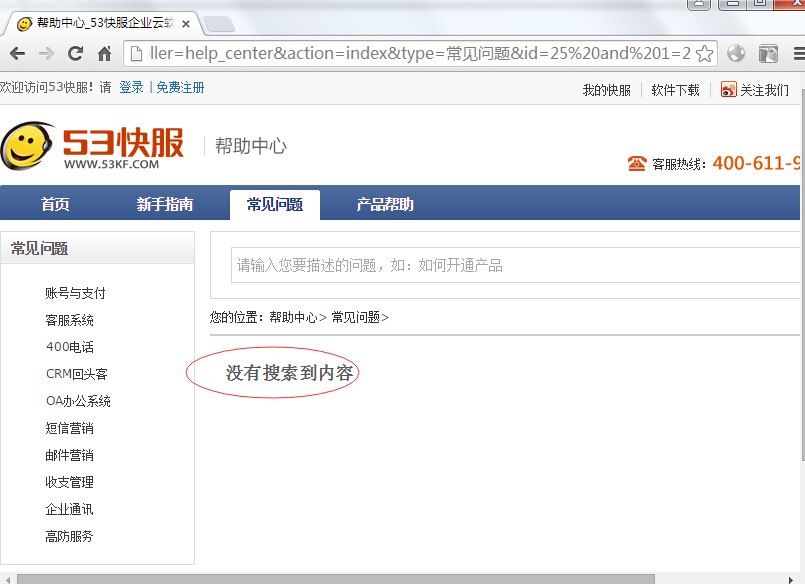 帮助中心_53快服企业云软
ller=help_center&action=index&type=常见问题&id=25%20and%201=2
欢迎访问53快服！请 登录 | 免费注册
我的快服 软件下载 关注我们
53快服
WWW.53KF.COM
帮助中心
客服热线：400-611-9
首页 新手指南 常见问题 产品帮助
常见问题
账号与支付
客服系统
400电话
CRM回头客
OA办公系统
短信营销
邮件营销
收支管理
企业通讯
高防服务
请输入您要描述的问题，如：如何开通产品
您的位置：帮助中心> 常见问题>
没有搜索到内容